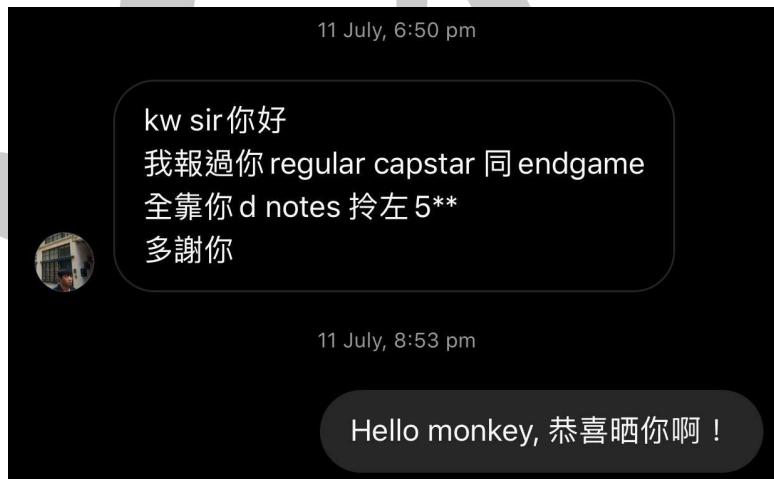 11 July, 6:50 pm
kw sir你好
我報過你 regular capstar 同 endgame
全靠你 d notes 拎左 5**
多謝你
11 July, 8:53 pm
Hello monkey, 恭喜晒你啊！